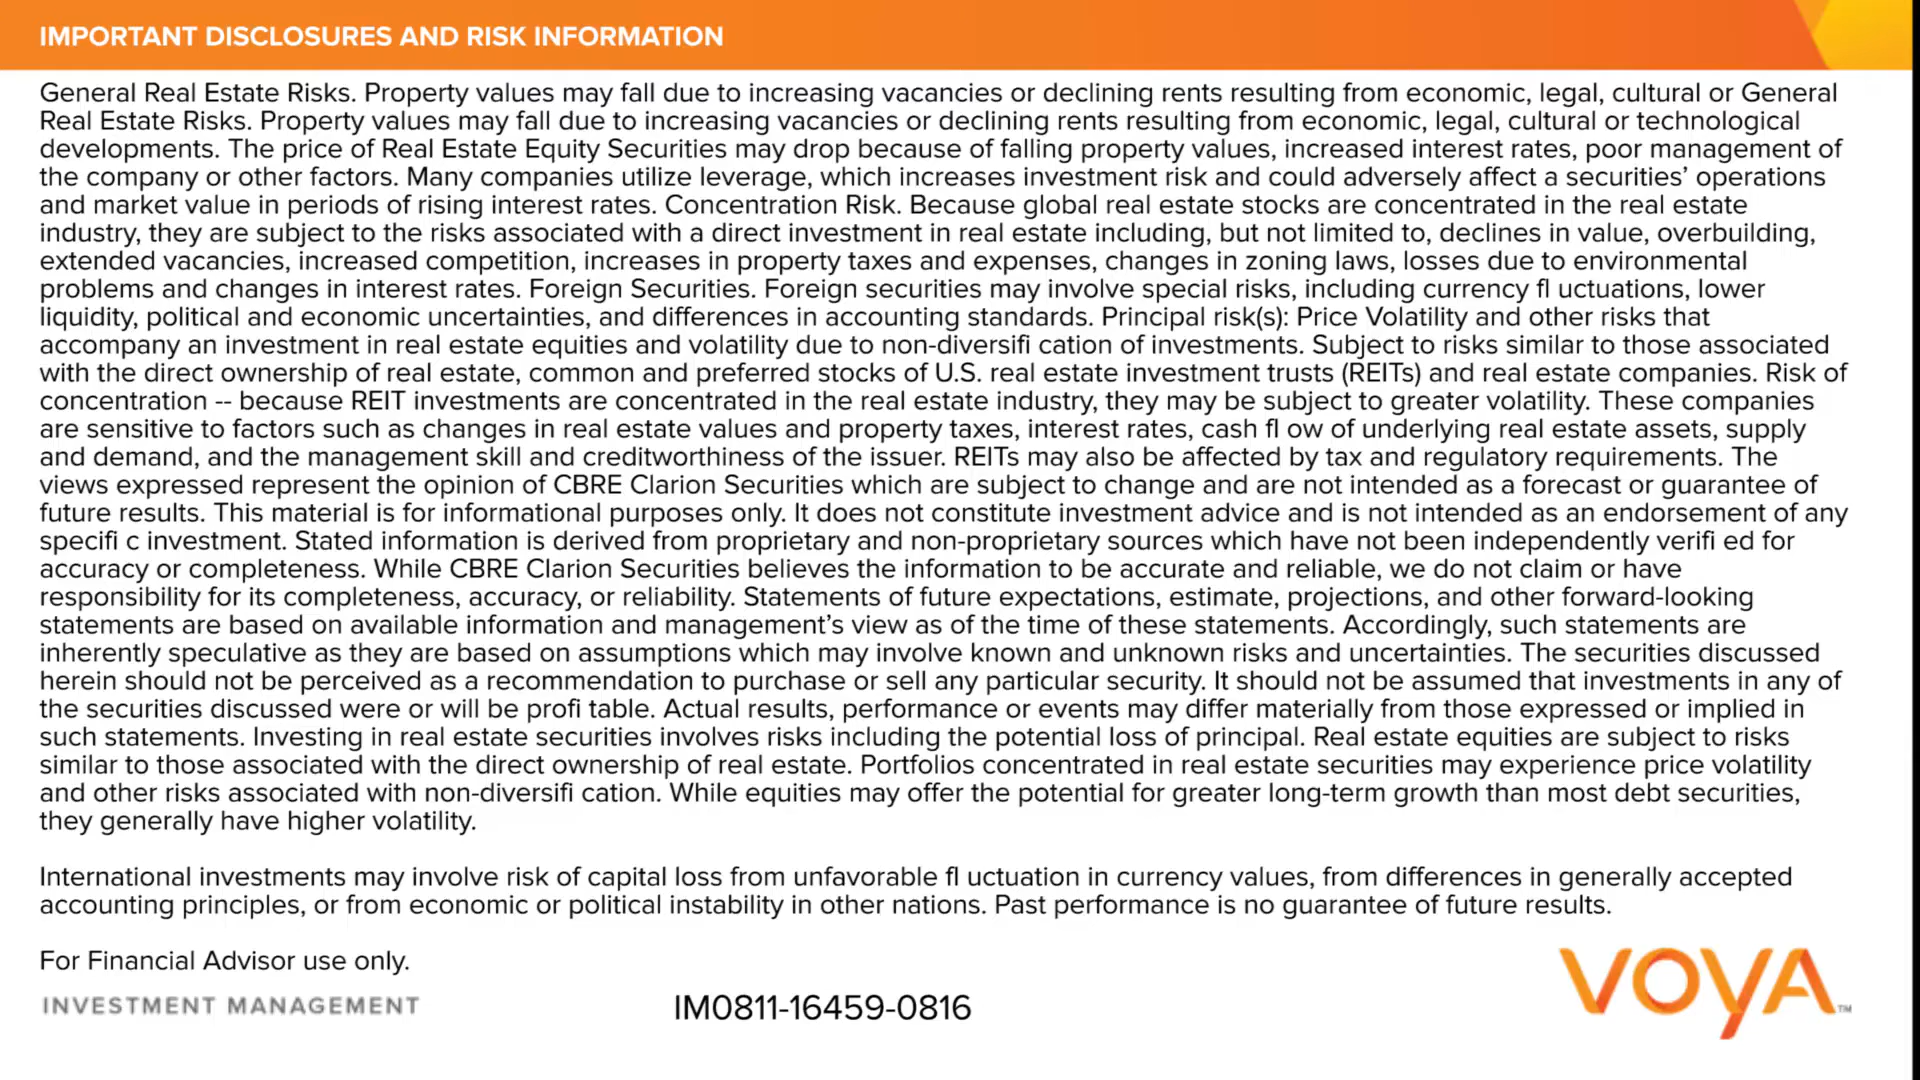 IMPORTANT DISCLOSURES AND RISK INFORMATION
General Real Estate Risks. Property values may fall due to increasing vacancies or declining rents resulting from economic, legal, cultural or General
Real Estate Risks. Property values may fall due to increasing vacancies or declining rents resulting from economic, legal, cultural or technological
developments. The price of Real Estate Equity Securities may drop because of falling property values, increased interest rates, poor management of
the company or other factors. Many companies utilize leverage, which increases investment risk and could adversely affect a securities’ operations
and market value in periods of rising interest rates. Concentration Risk. Because global real estate stocks are concentrated in the real estate
industry, they are subject to the risks associated with a direct investment in real estate including, but not limited to, declines in value, overbuilding,
extended vacancies, increased competition, increases in property taxes and expenses, changes in zoning laws, losses due to environmental
problems and changes in interest rates. Foreign Securities. Foreign securities may involve special risks, including currency fl uctuations, lower
liquidity, political and economic uncertainties, and differences in accounting standards. Principal risk(s): Price Volatility and other risks that
accompany an investment in real estate equities and volatility due to non-diversifi cation of investments. Subject to risks similar to those associated
with the direct ownership of real estate, common and preferred stocks of U.S. real estate investment trusts (REITs) and real estate companies. Risk of
concentration -- because REIT investments are concentrated in the real estate industry, they may be subject to greater volatility. These companies
are sensitive to factors such as changes in real estate values and property taxes, interest rates, cash fl ow of underlying real estate assets, supply
and demand, and the management skill and creditworthiness of the issuer. REITs may also be affected by tax and regulatory requirements. The
views expressed represent the opinion of CBRE Clarion Securities which are subject to change and are not intended as a forecast or guarantee of
future results. This material is for informational purposes only. It does not constitute investment advice and is not intended as an endorsement of any
specifi c investment. Stated information is derived from proprietary and non-proprietary sources which have not been independently verifi ed for
accuracy or completeness. While CBRE Clarion Securities believes the information to be accurate and reliable, we do not claim or have
responsibility for its completeness, accuracy, or reliability. Statements of future expectations, estimate, projections, and other forward-looking
statements are based on available information and management’s view as of the time of these statements. Accordingly, such statements are
inherently speculative as they are based on assumptions which may involve known and unknown risks and uncertainties. The securities discussed
herein should not be perceived as a recommendation to purchase or sell any particular security. It should not be assumed that investments in any of
the securities discussed were or will be profi table. Actual results, performance or events may differ materially from those expressed or implied in
such statements. Investing in real estate securities involves risks including the potential loss of principal. Real estate equities are subject to risks
similar to those associated with the direct ownership of real estate. Portfolios concentrated in real estate securities may experience price volatility
and other risks associated with non-diversifi cation. While equities may offer the potential for greater long-term growth than most debt securities,
they generally have higher volatility.
International investments may involve risk of capital loss from unfavorable fl uctuation in currency values, from differences in generally accepted
accounting principles, or from economic or political instability in other nations. Past performance is no guarantee of future results.
For Financial Advisor use only.
INVESTMENT MANAGEMENT
IM0811-16459-0816
VOYA™